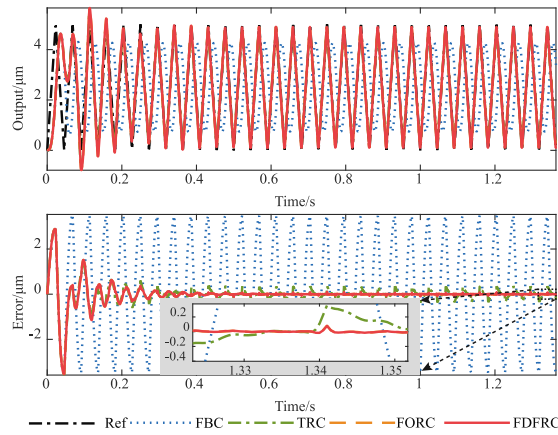 4
2
0
Output/μm
0 0.2 0.4 0.6 0.8 1 1.2
Time/s
2
0
-2
Error/μm
0.2
0
-0.2
-0.4
1.33 1.34 1.35
0 0.2 0.4 0.6 0.8 1 1.2
Time/s
Ref FBC TRC FORC FDFRC